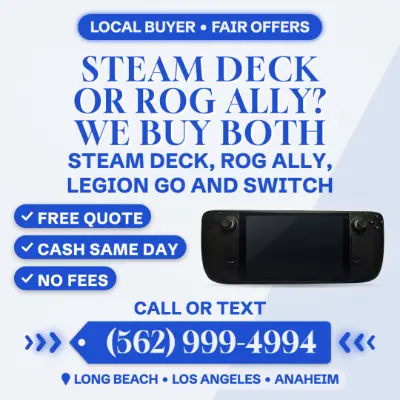 LOCAL BUYER • FAIR OFFERS
STEAM DECK
OR ROG ALLY?
WE BUY BOTH
STEAM DECK, ROG ALLY,
LEGION GO AND SWITCH
FREE QUOTE
CASH SAME DAY
NO FEES
CALL OR TEXT
(562) 999-4994
LONG BEACH • LOS ANGELES • ANAHEIM